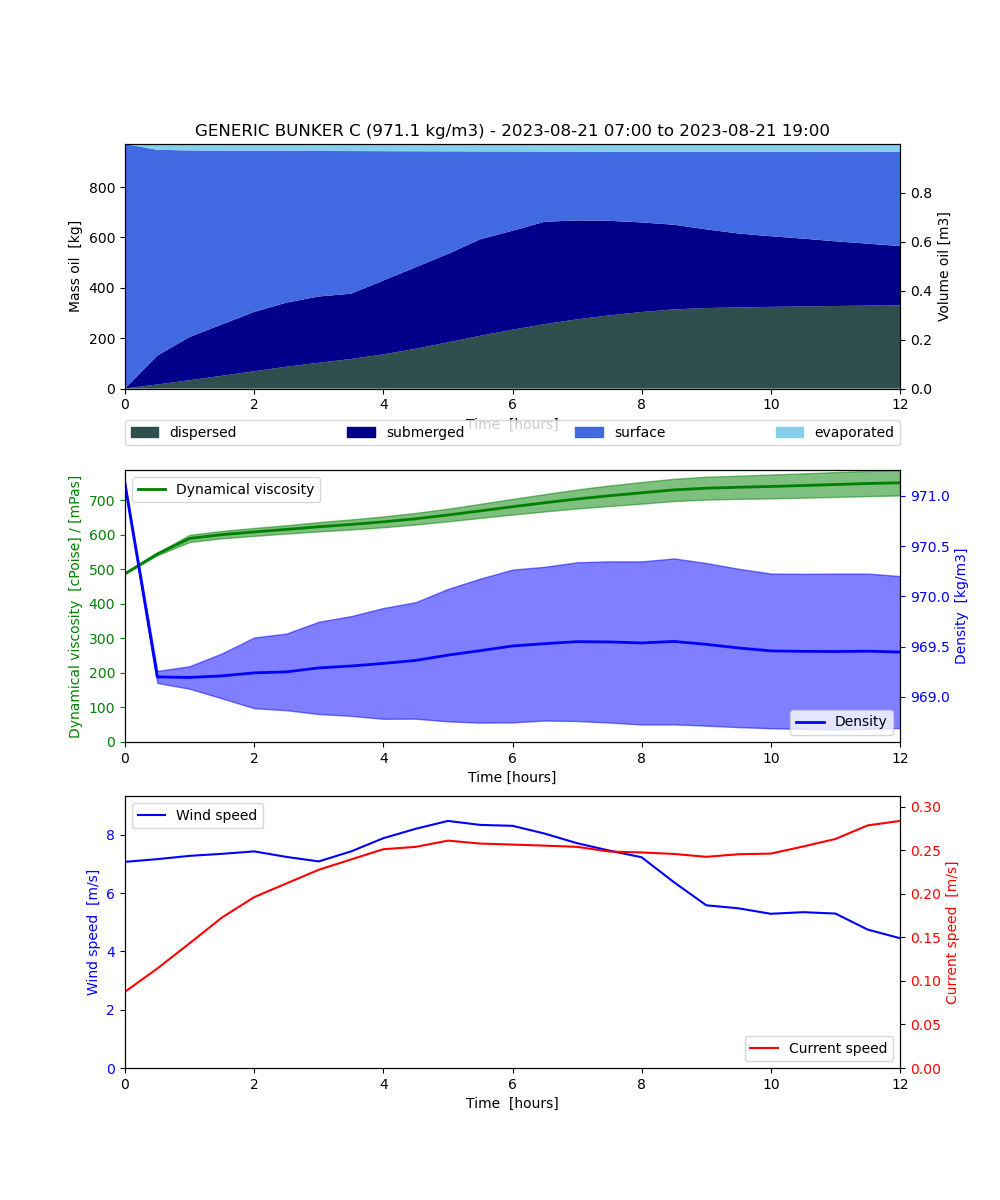 GENERIC BUNKER C (971.1 kg/m3) - 2023-08-21 07:00 to 2023-08-21 19:00
Mass oil [kg]
800
600
400
200
0
Volume oil [m3]
0.8
0.6
0.4
0.2
0.0
0 2 4 6 8 10 12
Time [hours]
dispersed submerged surface evaporated
Dynamical viscosity [cPoise] / [mPas]
700
600
500
400
300
200
100
0
Dynamical viscosity
Density [kg/m3]
971.0
970.5
970.0
969.5
969.0
Density
0 2 4 6 8 10 12
Time [hours]
Wind speed [m/s]
8
6
4
2
0
Wind speed
Current speed [m/s]
0.30
0.25
0.20
0.15
0.10
0.05
0.00
Current speed
0 2 4 6 8 10 12
Time [hours]